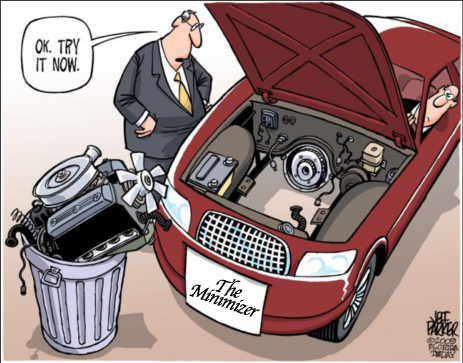 OK. TRY
IT NOW.
The
Minimizer
JEFF
PARKER
©2009
FLORIDA
TODAY